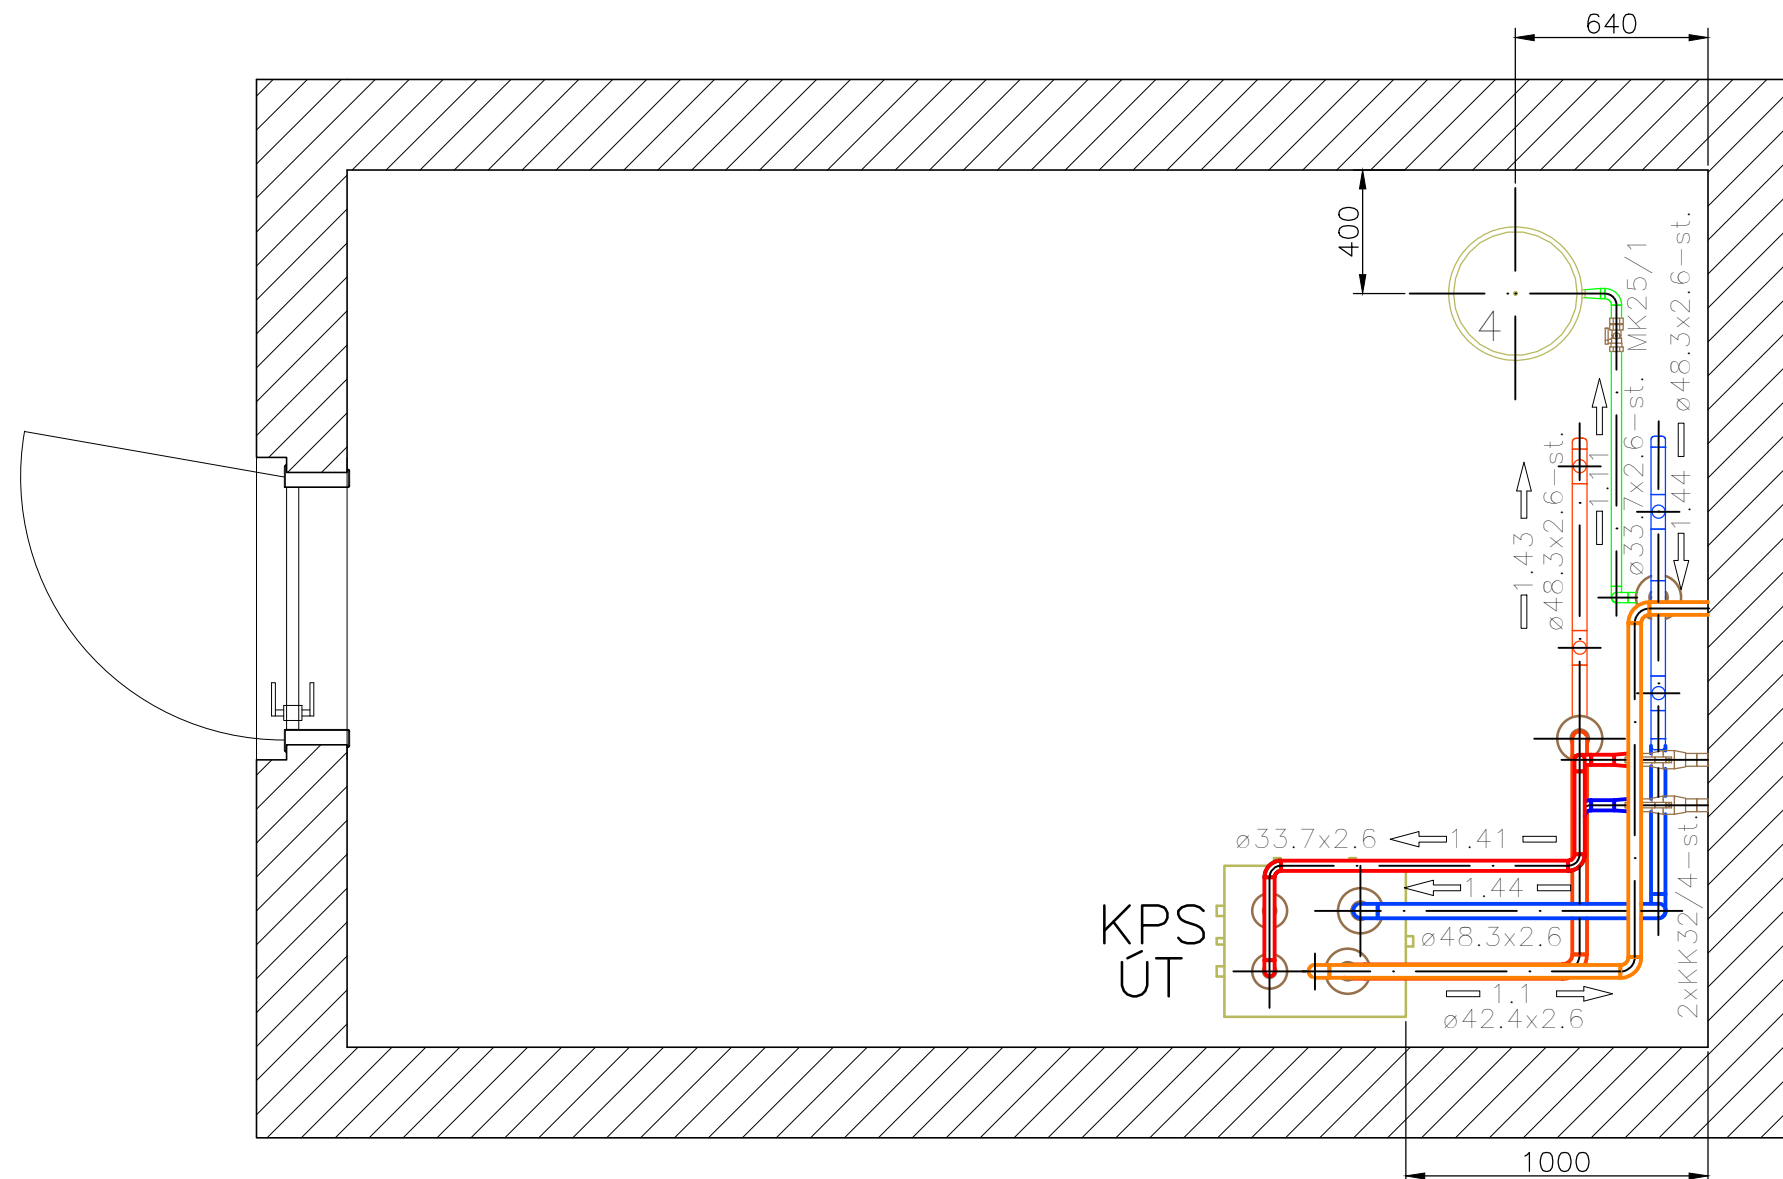 640
400
4
MK25/1
ø33.7x2.6-st.
1.11
ø48.3x2.6-st.
1.44
ø48.3x2.6-st.
1.43
ø33.7x2.6
1.41
1.44
KPS
ÚT
ø48.3x2.6
1.1
ø42.4x2.6
2xKK32/4-st.
1000